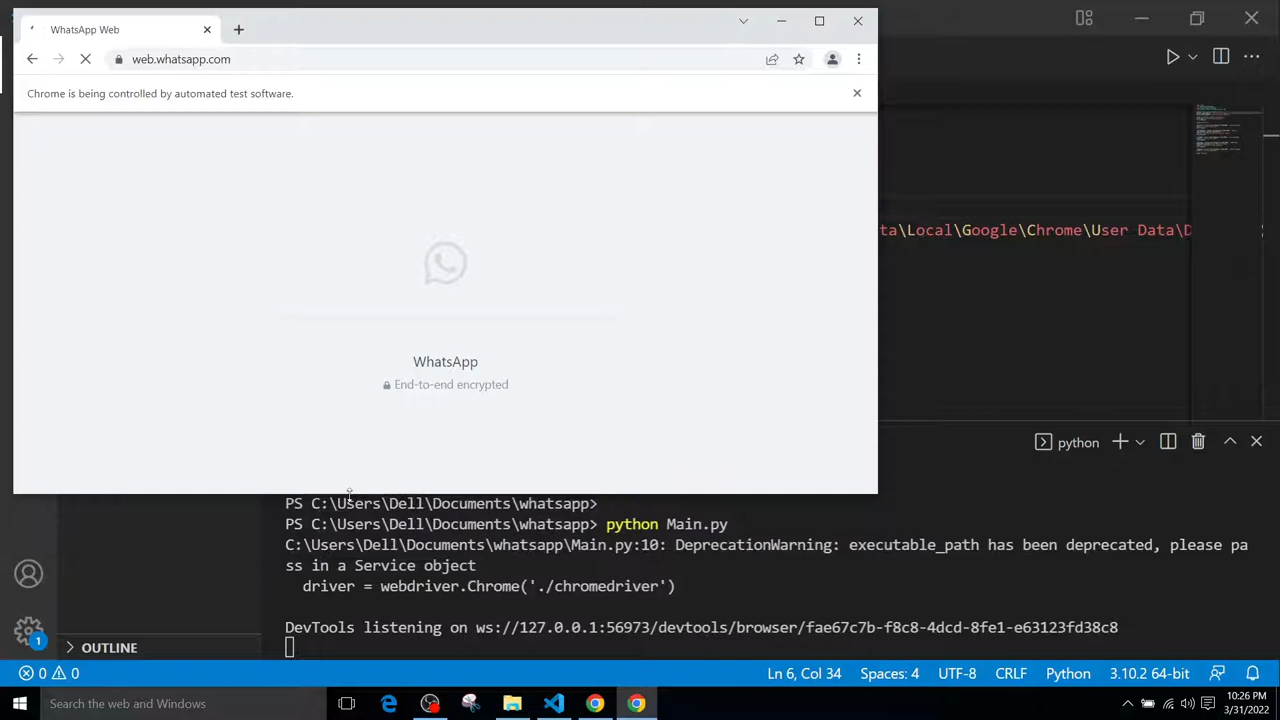 WhatsApp Web
web.whatsapp.com
Chrome is being controlled by automated test software.
WhatsApp
End-to-end encrypted
ta\Local\Google\Chrome\User Data\D
python
PS C:\Users\Dell\Documents\whatsapp>
PS C:\Users\Dell\Documents\whatsapp> python Main.py
C:\Users\Dell\Documents\whatsapp\Main.py:10: DeprecationWarning: executable_path has been deprecated, please pa
ss in a Service object
driver = webdriver.Chrome('./chromedriver')
DevTools listening on ws://127.0.0.1:56973/devtools/browser/fae67c7b-f8c8-4dcd-8fe1-e63123fd38c8
1
OUTLINE
0 0
Ln 6, Col 34
Spaces: 4
UTF-8
CRLF
Python
3.10.2 64-bit
Search the web and Windows
10:26 PM
3/31/2022